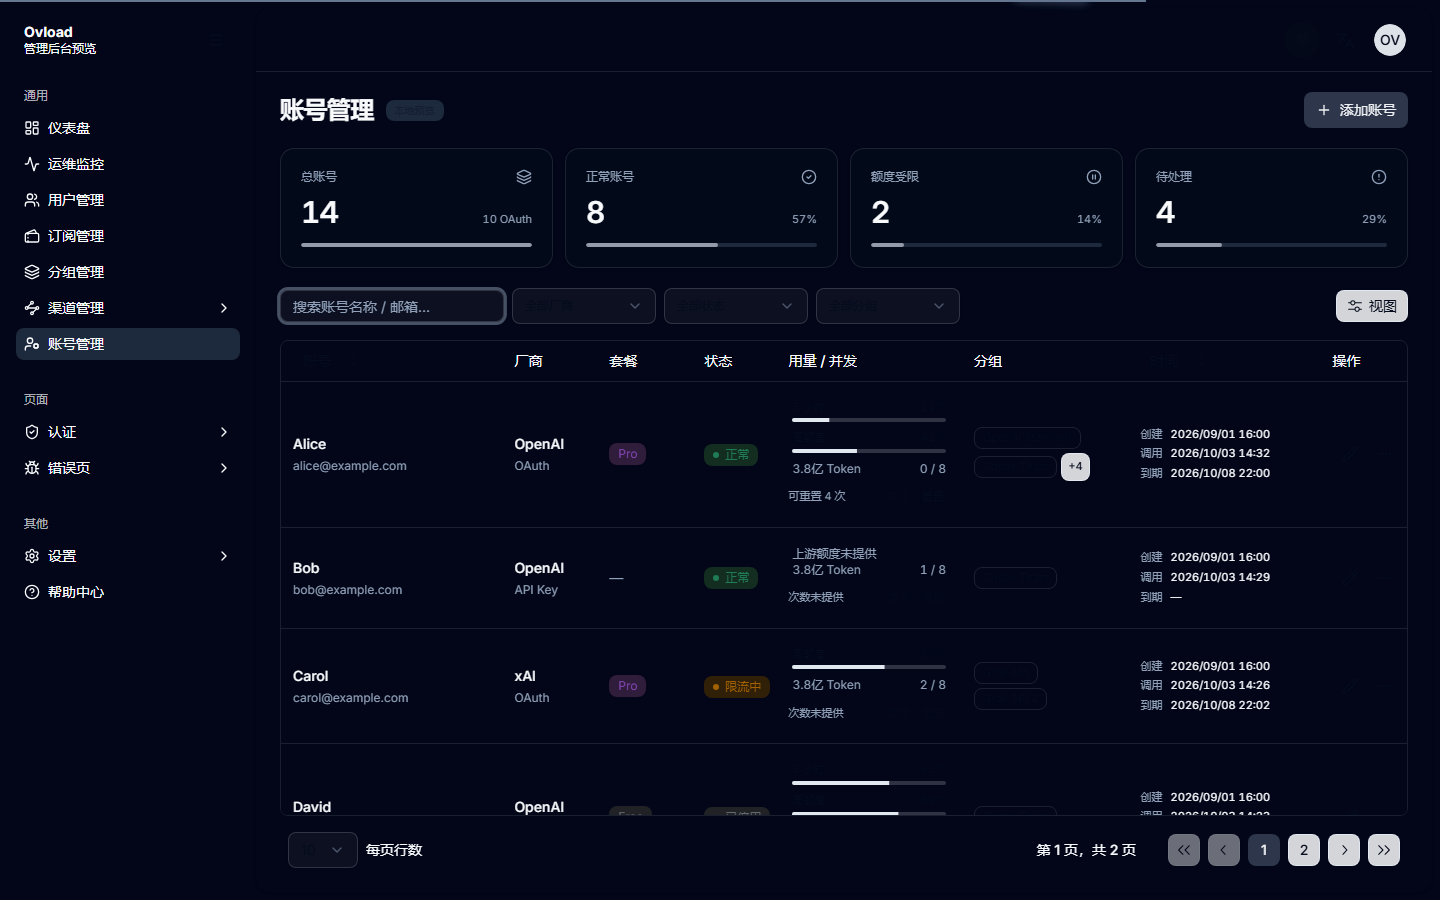 Ovload
管理后台预览
OV
通用
仪表盘
运维监控
用户管理
订阅管理
分组管理
渠道管理
账号管理
页面
认证
错误页
其他
设置
帮助中心
账号管理
添加账号
总账号
14
10 OAuth
正常账号
8
57%
额度受限
2
14%
待处理
4
29%
搜索账号名称 / 邮箱...
视图
厂商 套餐 状态 用量 / 并发 分组 操作
Alice
alice@example.com
OpenAI
OAuth
Pro
正常
3.8亿 Token 0 / 8
可重置 4 次
+4
创建 2026/09/01 16:00
调用 2026/10/03 14:32
到期 2026/10/08 22:00
Bob
bob@example.com
OpenAI
API Key
—
正常
上游额度未提供
3.8亿 Token 1 / 8
次数未提供
创建 2026/09/01 16:00
调用 2026/10/03 14:29
到期 —
Carol
carol@example.com
xAI
OAuth
Pro
限流中
3.8亿 Token 2 / 8
次数未提供
创建 2026/09/01 16:00
调用 2026/10/03 14:26
到期 2026/10/08 22:02
David
OpenAI
创建 2026/09/01 16:00
每页行数
第 1 页，共 2 页
1
2